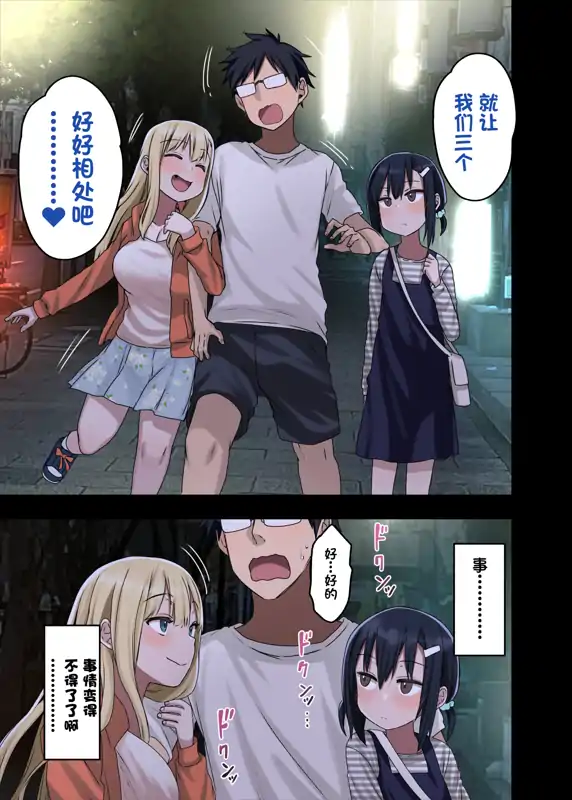 就让
我们三个
好好相处吧
…………♥
ドクンッ
好…好的
事…………
ドクンッ…
ドクンッ
事情变得
不得了了啊
…………